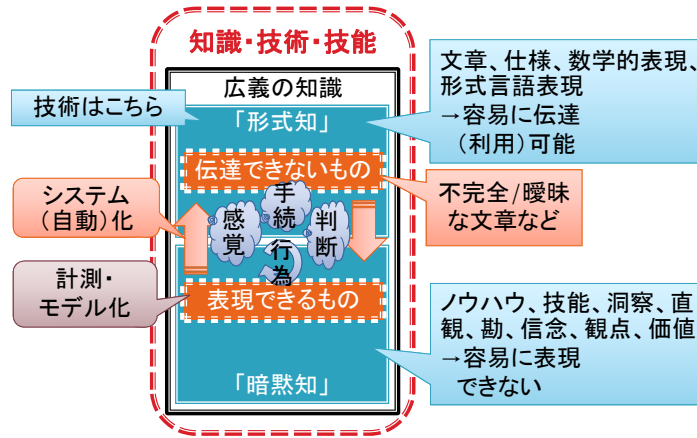 知識・技術・技能
広義の知識
技術はこちら
「形式知」
文章、仕様、数学的表現、
形式言語表現
→容易に伝達
（利用）可能
伝達できないもの
不完全/曖昧
な文章など
システム
（自動）化
感覚
手続
判断
行為
計測・
モデル化
表現できるもの
ノウハウ、技能、洞察、直
観、勘、信念、観点、価値
→容易に表現
できない
「暗黙知」